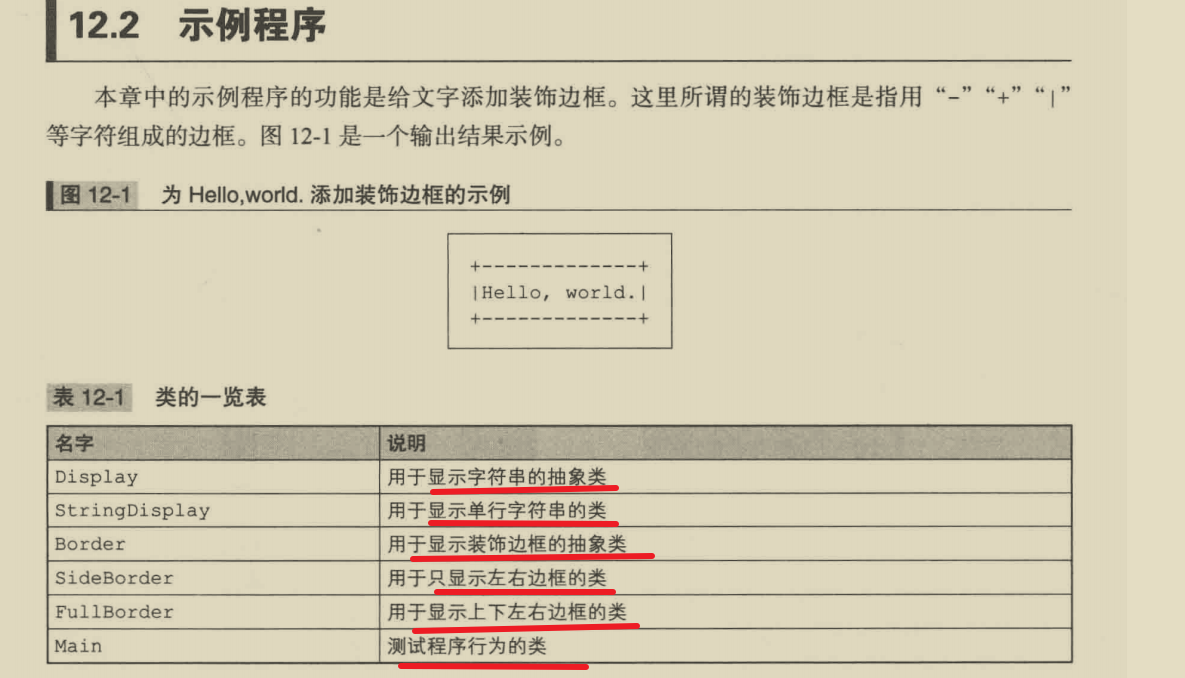 12.2 示例程序
本章中的示例程序的功能是给文字添加装饰边框。这里所谓的装饰边框是指用“-”“+”“|”
等字符组成的边框。图 12-1 是一个输出结果示例。
图 12-1 为 Hello,world. 添加装饰边框的示例
+-------------+
|Hello, world.|
+-------------+
表 12-1 类的一览表
名字 说明
Display 用于显示字符串的抽象类
StringDisplay 用于显示单行字符串的类
Border 用于显示装饰边框的抽象类
SideBorder 用于只显示左右边框的类
FullBorder 用于显示上下左右边框的类
Main 测试程序行为的类